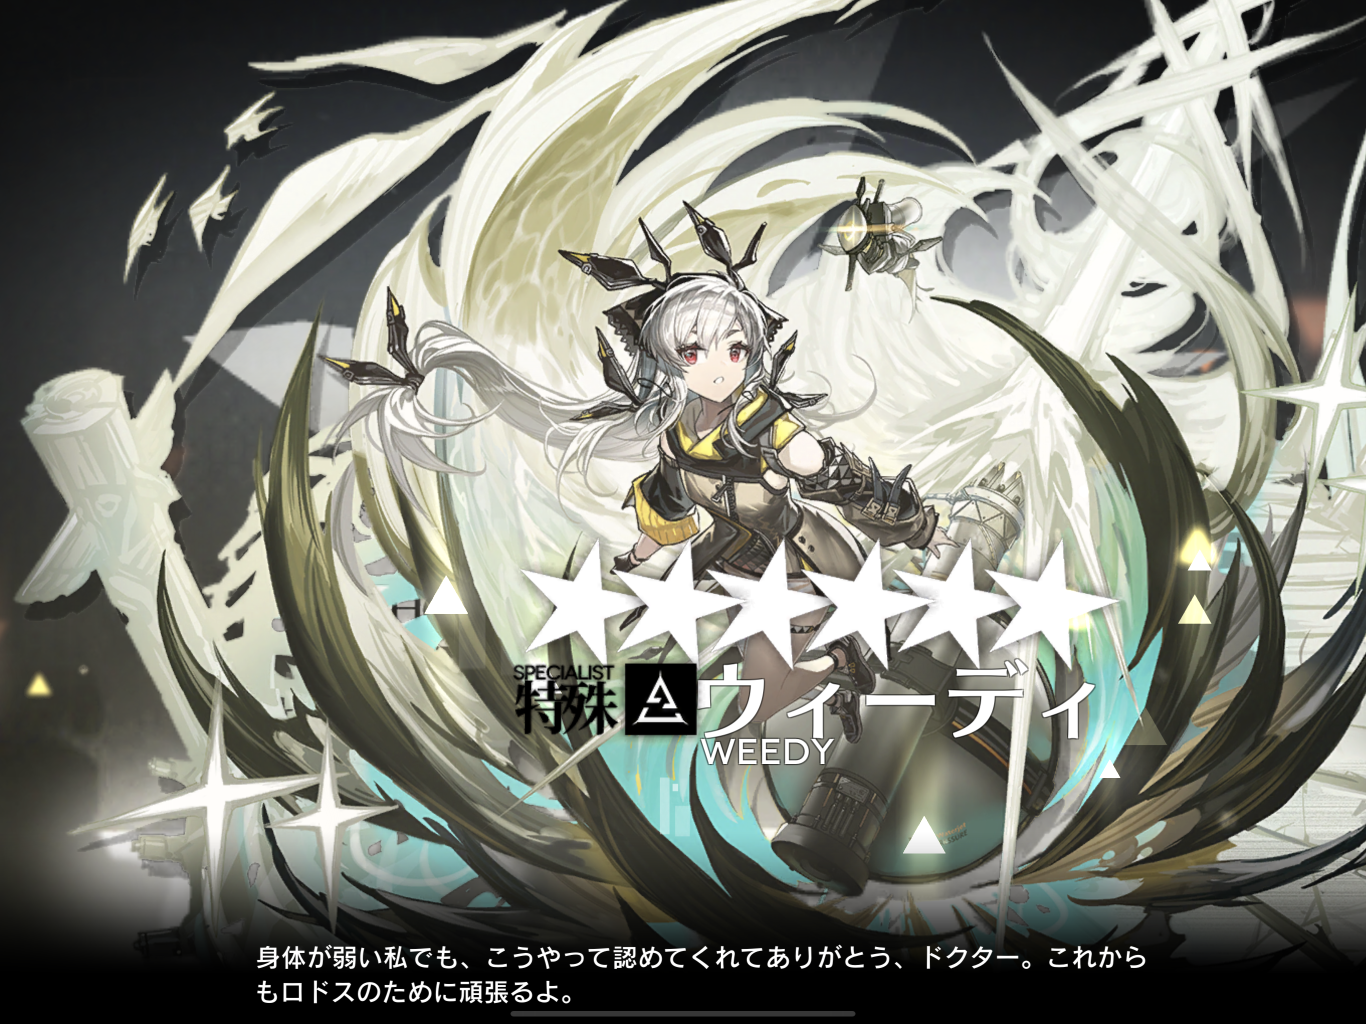 SPECIALIST
特殊
ウィーディ
WEEDY
身体が弱い私でも、こうやって認めてくれてありがとう、ドクター。これから
もロドスのために頑張るよ。